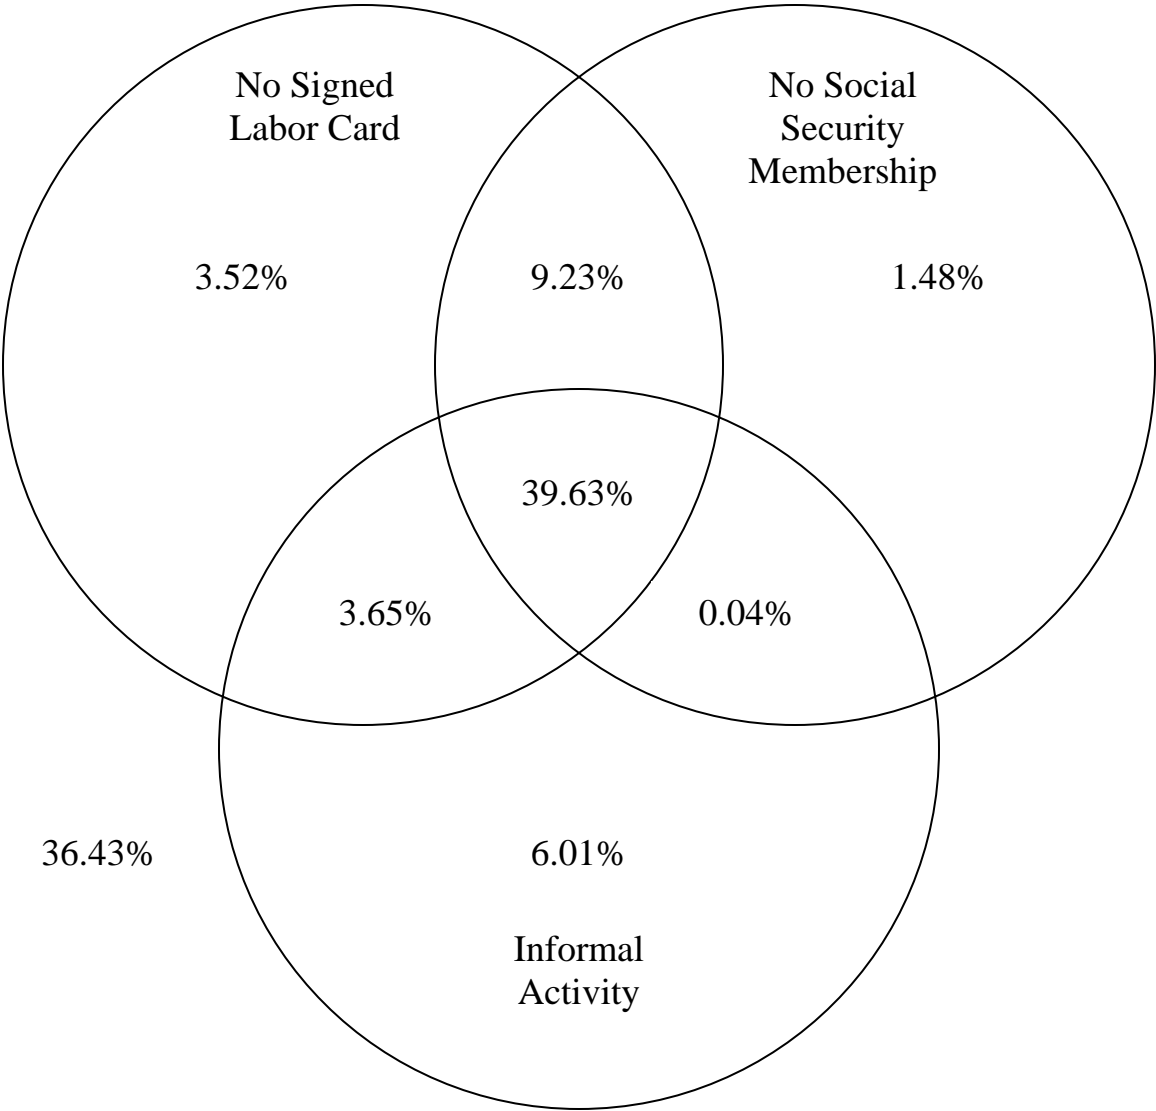 No Signed
Labor Card
No Social
Security
Membership
3.52%
9.23%
1.48%
39.63%
3.65%
0.04%
36.43%
6.01%
Informal
Activity